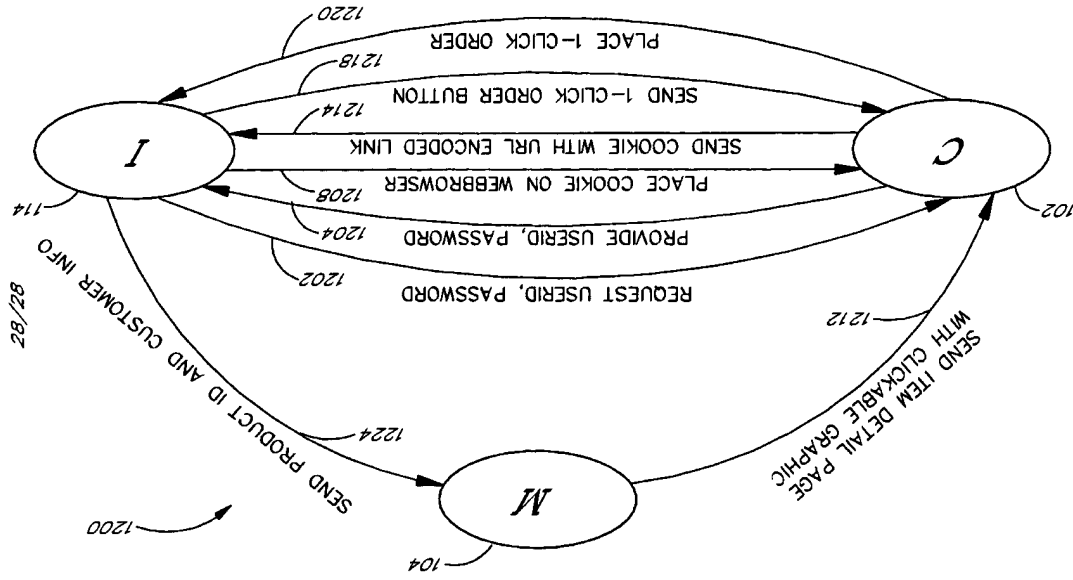 28/28
1200
104
M
SEND ITEM DETAIL PAGE
WITH CLICKABLE GRAPHIC
1212
SEND PRODUCT ID AND CUSTOMER INFO
1224
REQUEST USERID, PASSWORD
1202
PROVIDE USERID, PASSWORD
1204
PLACE COOKIE ON WEBBROWSER
1208
102
C
114
I
SEND COOKIE WITH URL ENCODED LINK
1214
SEND 1-CLICK ORDER BUTTON
1218
PLACE 1-CLICK ORDER
1220